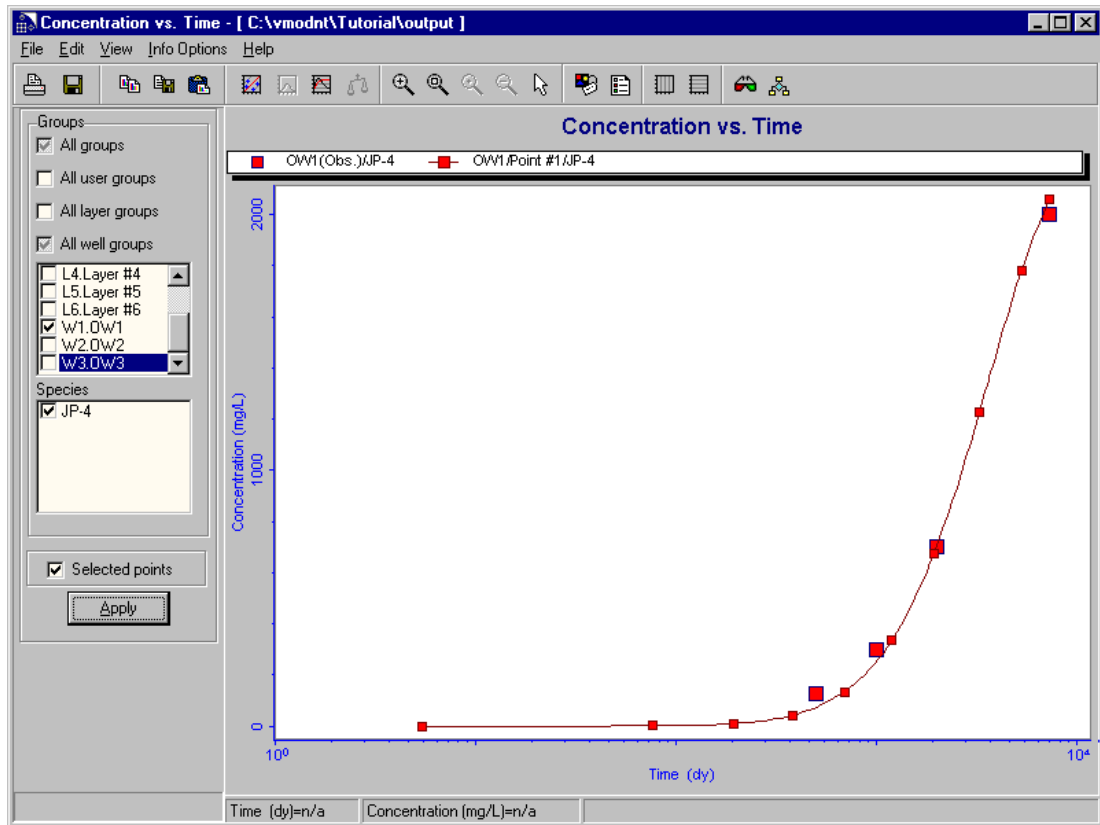 Concentration vs. Time - [ C:\vmodnt\Tutorial\output ]
File Edit View Info Options Help
Groups
All groups
All user groups
All layer groups
All well groups
L4.Layer #4
L5.Layer #5
L6.Layer #6
W1.OW1
W2.OW2
W3.OW3
Species
JP-4
Selected points
Apply
Concentration vs. Time
OW1(Obs.)/JP-4 OW1/Point #1/JP-4
2000
1000
0
Concentration (mg/L)
10⁰ 10⁴
Time (dy)
Time (dy)=n/a Concentration (mg/L)=n/a